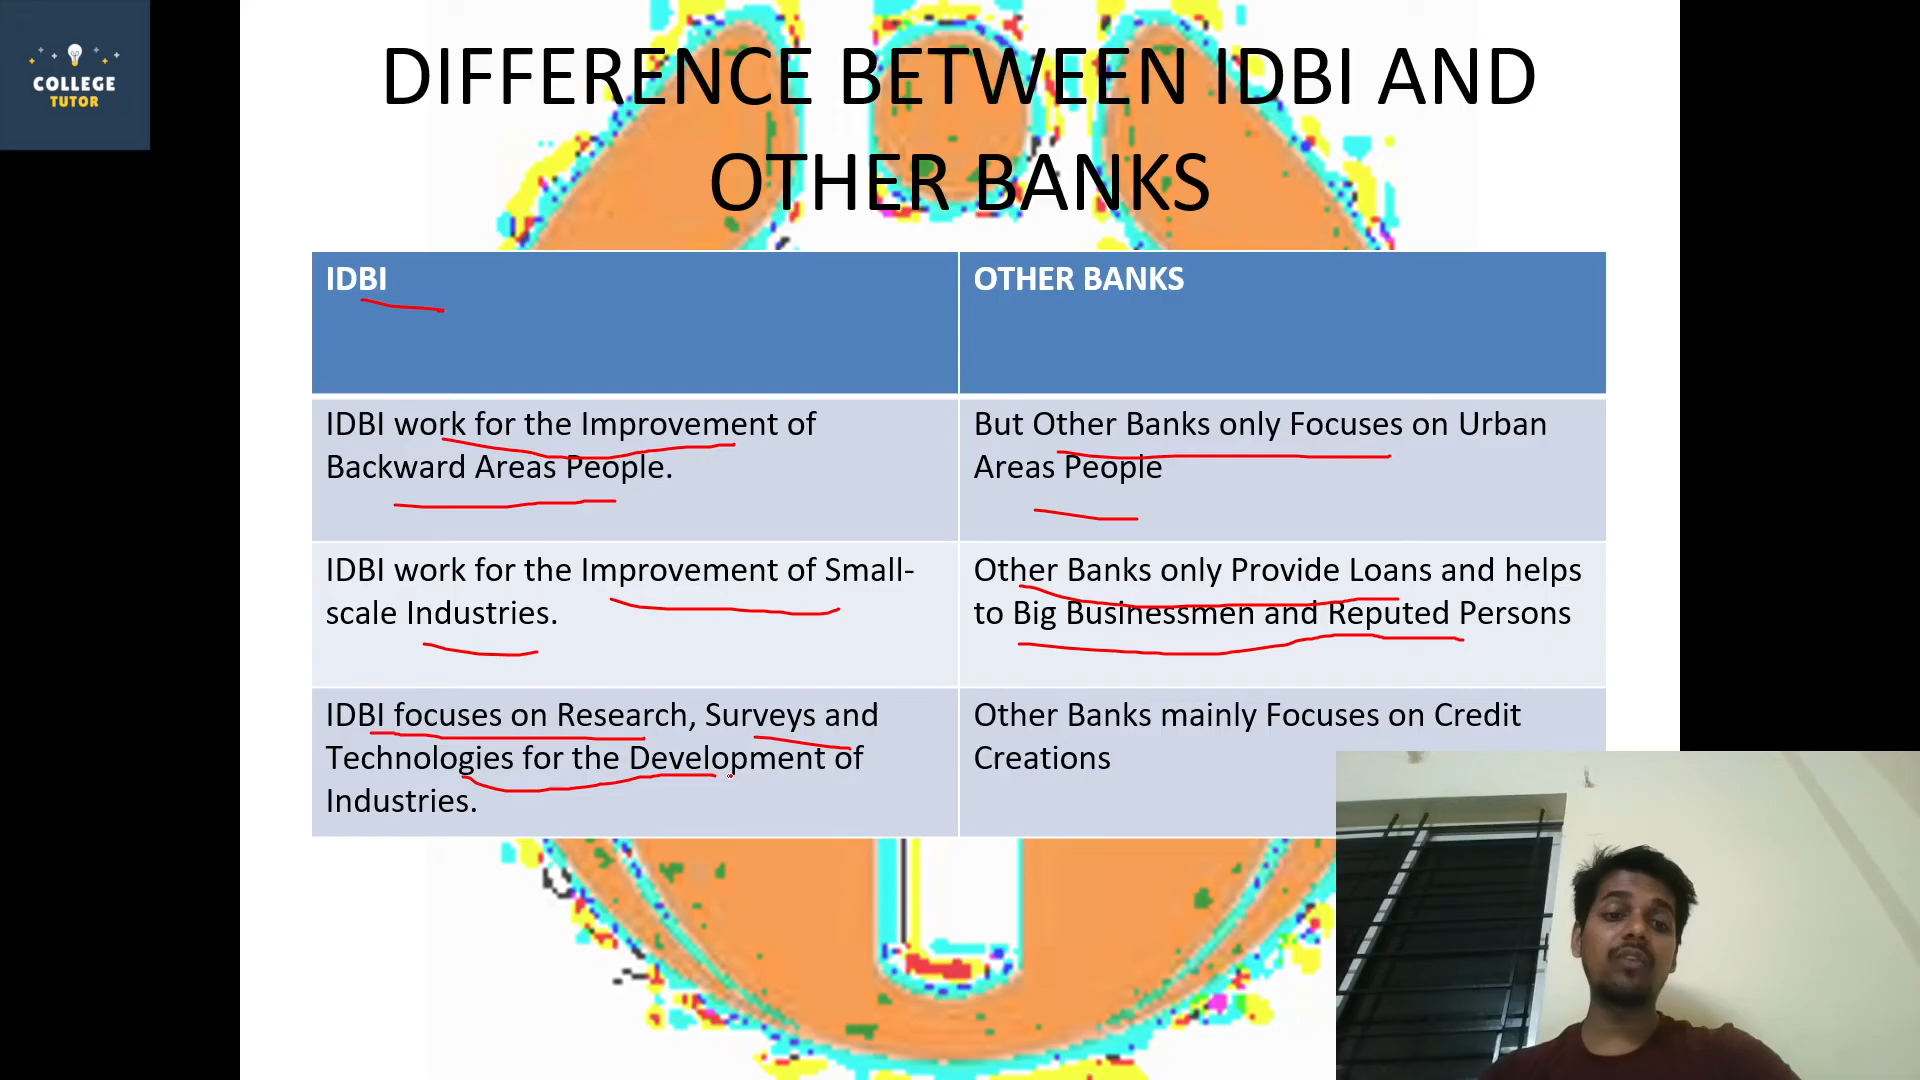 COLLEGE
TUTOR
DIFFERENCE BETWEEN IDBI AND
OTHER BANKS
IDBI
OTHER BANKS
IDBI work for the Improvement of
Backward Areas People.
But Other Banks only Focuses on Urban
Areas People
IDBI work for the Improvement of Small-
scale Industries.
Other Banks only Provide Loans and helps
to Big Businessmen and Reputed Persons
IDBI focuses on Research, Surveys and
Technologies for the Development of
Industries.
Other Banks mainly Focuses on Credit
Creations